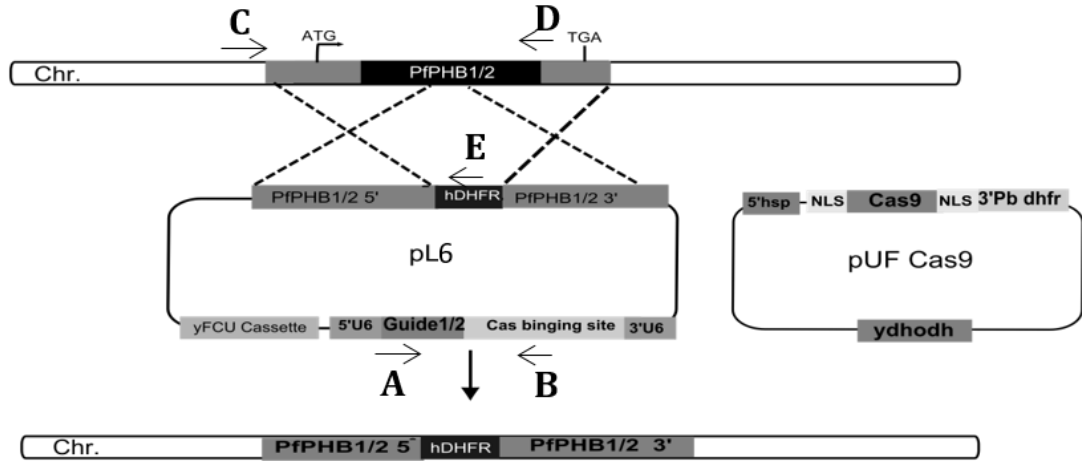 C
D
ATG
TGA
Chr.
PfPHB1/2
E
PfPHB1/2 5'
hDHFR
PfPHB1/2 3'
5'hsp
NLS
Cas9
NLS
3'Pb dhfr
pL6
pUF Cas9
yFCU Cassette
5'U6
Guide1/2
Cas binging site
3'U6
ydhodh
A
B
Chr.
PfPHB1/2 5'
hDHFR
PfPHB1/2 3'